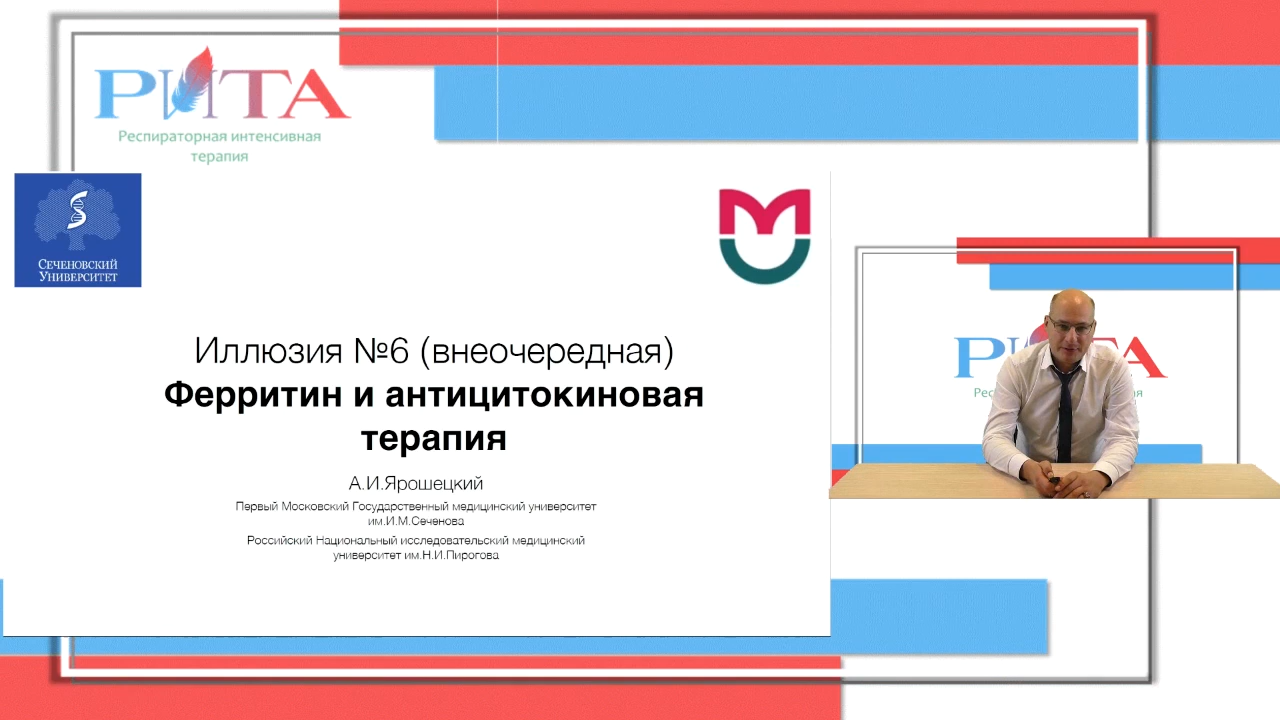 РИТА
Респираторная интенсивная
терапия
СЕЧЕНОВСКИЙ
УНИВЕРСИТЕТ
Иллюзия №6 (внеочередная)
Ферритин и антицитокиновая
терапия
А.И.Ярошецкий
Первый Московский Государственный медицинский университет
им.И.М.Сеченова
Российский Национальный исследовательский медицинский
университет им.Н.И.Пирогова